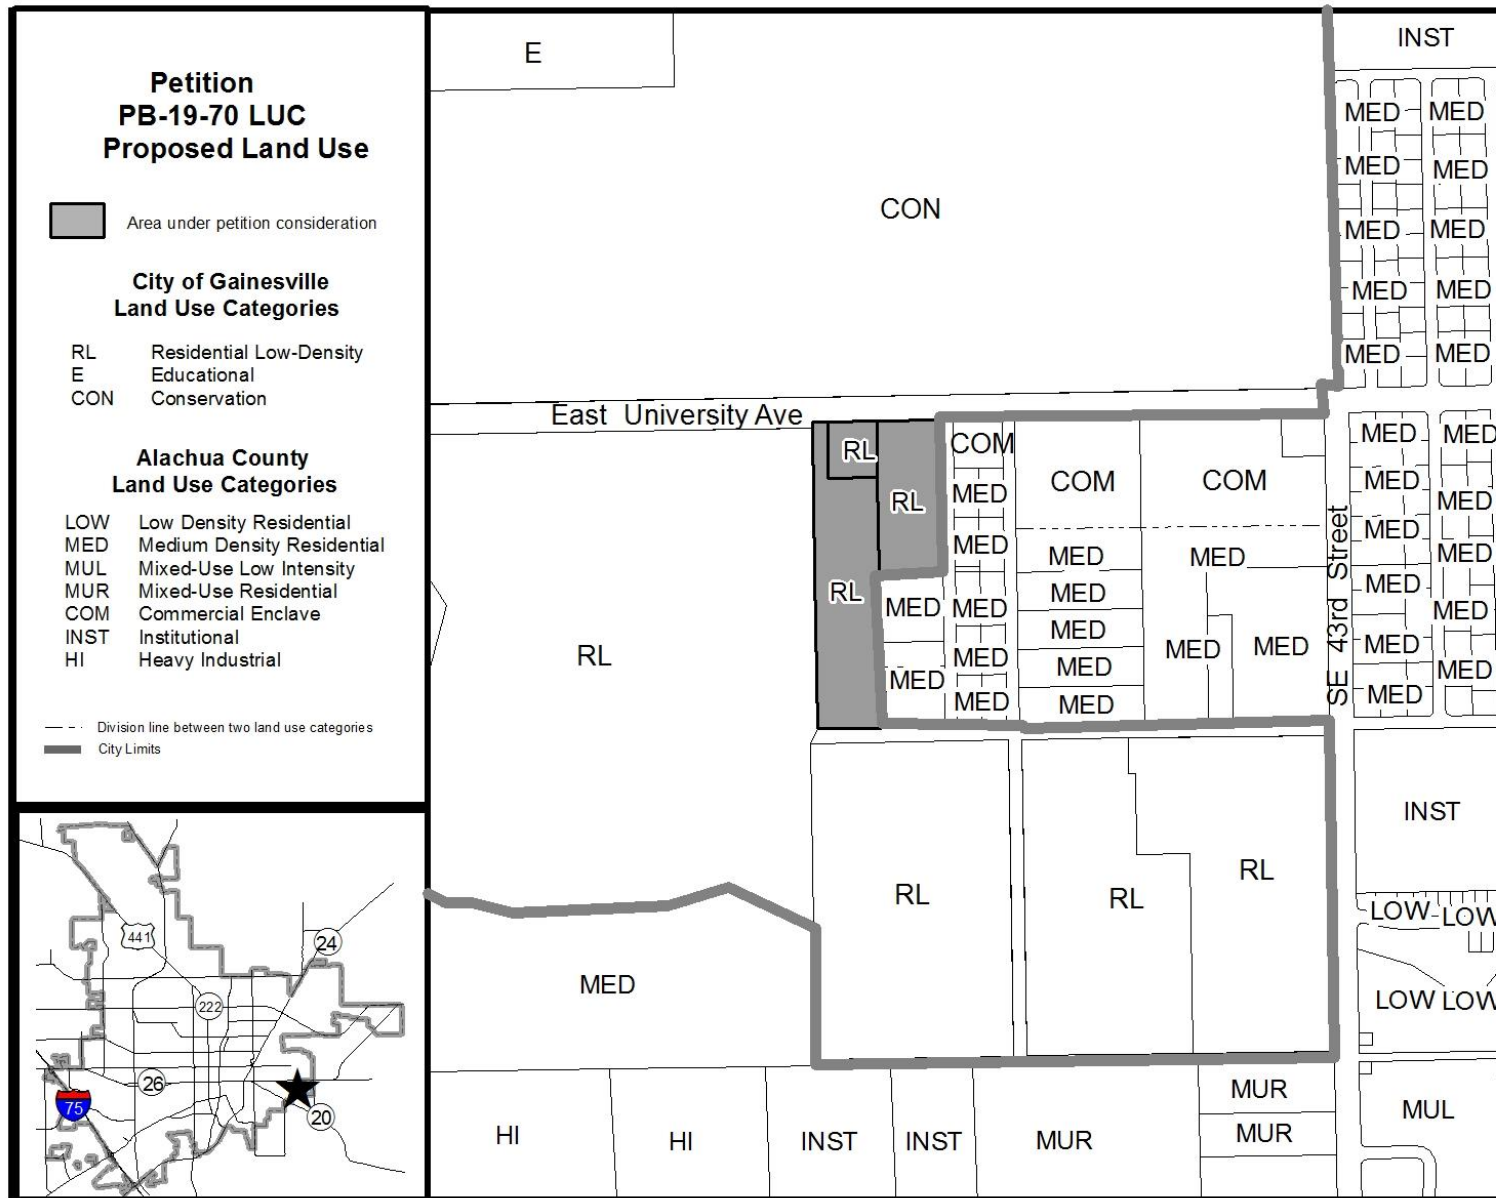 Petition
PB-19-70 LUC
Proposed Land Use
Area under petition consideration
City of Gainesville
Land Use Categories
RL Residential Low-Density
E Educational
CON Conservation
Alachua County
Land Use Categories
LOW Low Density Residential
MED Medium Density Residential
MUL Mixed-Use Low Intensity
MUR Mixed-Use Residential
COM Commercial Enclave
INST Institutional
HI Heavy Industrial
Division line between two land use categories
City Limits
441
24
222
26
75
20
E
INST
MED MED
MED MED
CON
MED MED
MED MED
MED MED
East University Ave
RL COM MED MED
COM COM MED
RL MED MED
MED MED
MED MED MED
RL MED MED MED MED
MED MED
MED MED MED MED
RL MED MED
MED MED MED
MED MED MED
SE 43rd Street
INST
RL RL RL
LOW LOW
MED
LOW LOW
HI HI INST INST MUR MUR MUL
MUR